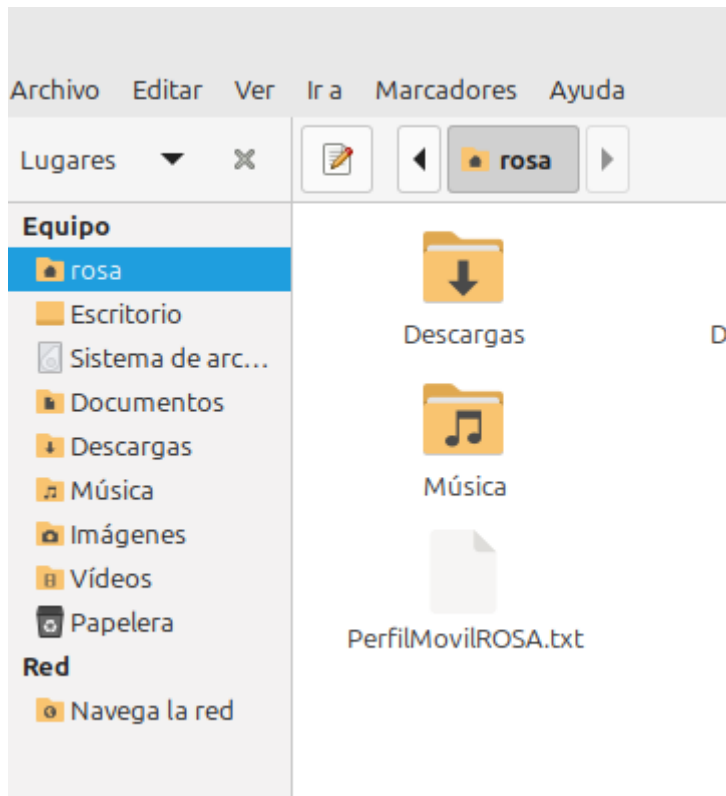 Archivo Editar Ver Ir a Marcadores Ayuda
Lugares
rosa
Equipo
rosa
Escritorio
Sistema de arc...
Documentos
Descargas
Música
Imágenes
Vídeos
Papelera
Red
Navega la red
Descargas D
Música
PerfilMovilROSA.txt